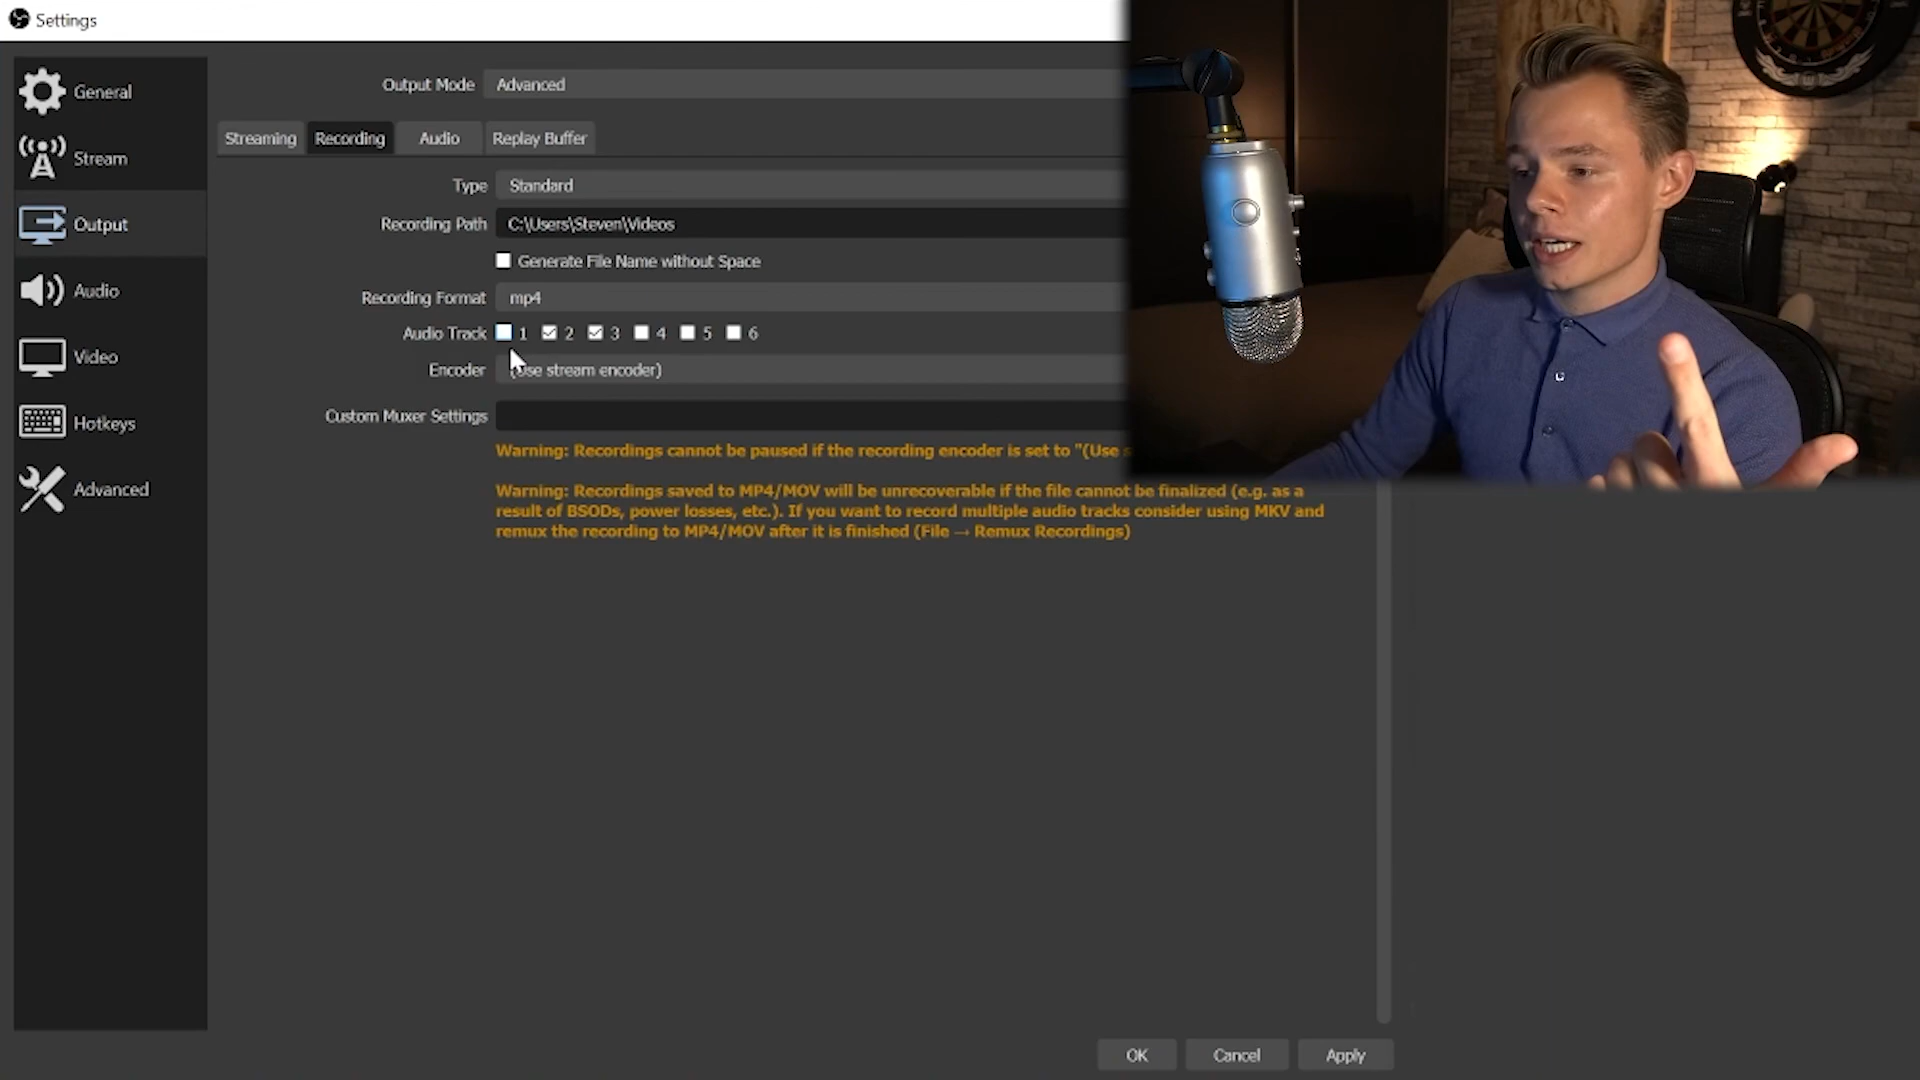 Settings
General
Stream
Output
Audio
Video
Hotkeys
Advanced
Output Mode Advanced
Streaming Recording Audio Replay Buffer
Type Standard
Recording Path C:\Users\Steven\Videos
Generate File Name without Space
Recording Format mp4
Audio Track 1 2 3 4 5 6
Encoder (Use stream encoder)
Custom Muxer Settings
Warning: Recordings cannot be paused if the recording encoder is set to "(Use
Warning: Recordings saved to MP4/MOV will be unrecoverable if the file cannot be finalized (e.g. as a
result of BSODs, power losses, etc.). If you want to record multiple audio tracks consider using MKV and
remux the recording to MP4/MOV after it is finished (File → Remux Recordings)
OK Cancel Apply